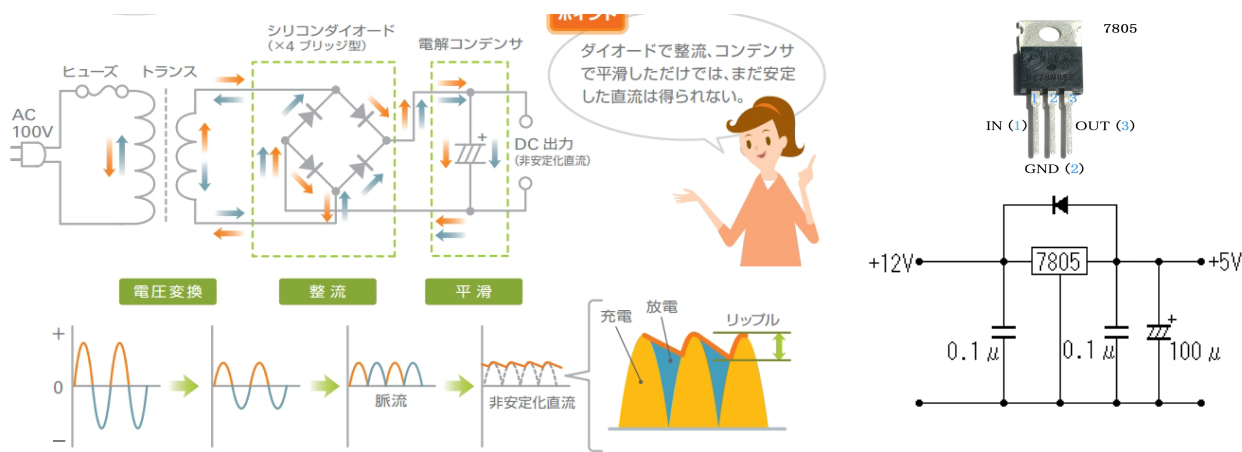 ポイント
ダイオードで整流、コンデンサ
で平滑しただけでは、まだ安定
した直流は得られない。
シリコンダイオード
(×4 ブリッジ型)
電解コンデンサ
ヒューズ
トランス
AC
100V
+
DC 出力
(非安定化直流)
電圧変換
整流
平滑
+
0
−
脈流
非安定化直流
充電
放電
リップル
7805
1 2 3
IN (1)
OUT (3)
GND (2)
+12V
7805
+5V
0.1μ
0.1μ
+
100μ